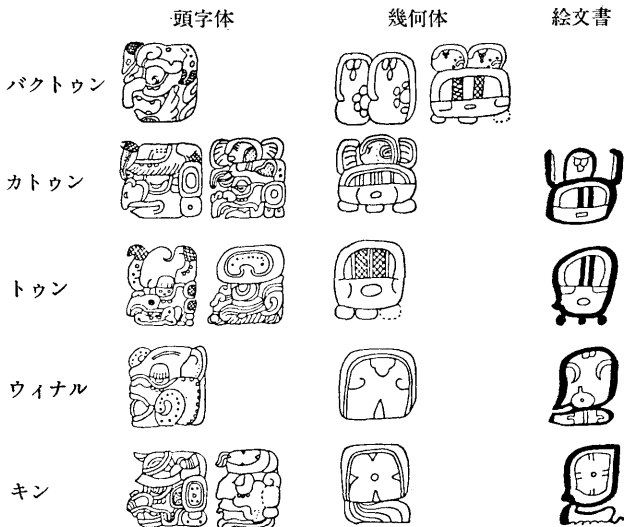 頭字体 幾何体 絵文書
バクトゥン
カトゥン
トゥン
ウィナル
キン